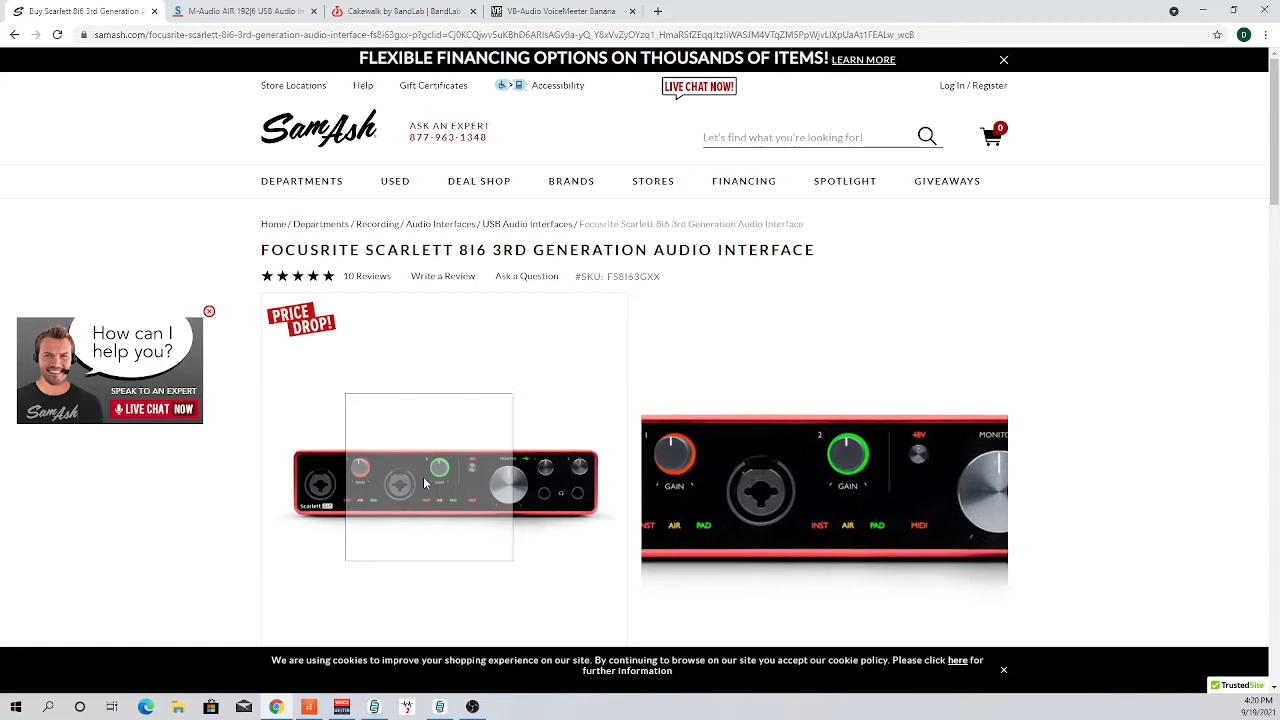 Buy Scarlett 8i6 3rd Generation A
M-Audio AIR 192|6 USB Audio In
Cakewalk by BandLab | BandLab
VB-Audio VoiceMeeter Banana
FLEXIBLE FINANCING OPTIONS ON THOUSANDS OF ITEMS! LEARN MORE
Store Locations Help Gift Certificates Accessibility LIVE CHAT NOW! Log In / Register
SamAsh
ASK AN EXPERT
877-963-1348
Let's find what you're looking for!
0
DEPARTMENTS USED DEAL SHOP BRANDS STORES FINANCING SPOTLIGHT GIVEAWAYS
Home / Departments / Recording / Audio Interfaces / USB Audio Interfaces / Focusrite Scarlett 8i6 3rd Generation Audio Interface
FOCUSRITE SCARLETT 8I6 3RD GENERATION AUDIO INTERFACE
10 Reviews Write a Review Ask a Question #SKU: FS8I63GXX
PRICE
DROP!
How can I
help you?
SPEAK TO AN EXPERT
SamAsh LIVE CHAT NOW
Scarlett 8i6
1 2 48V MONITO
GAIN GAIN
INST AIR PAD INST AIR PAD MIDI
We are using cookies to improve your shopping experience on our site. By continuing to browse on our site you accept our cookie policy. Please click here for
further information
TrustedSite
4:20 PM
9/19/2021